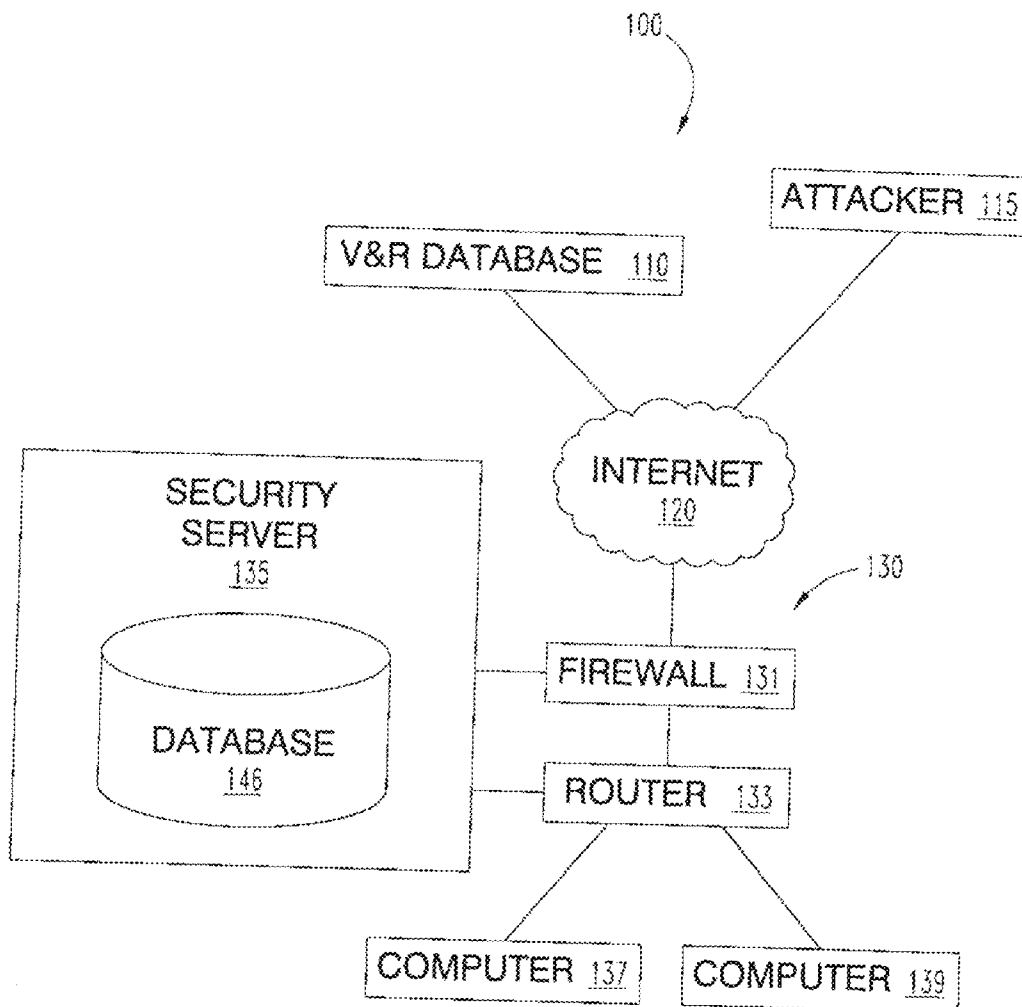 100
ATTACKER 115
V&R DATABASE 110
INTERNET
120
SECURITY
SERVER
135
130
FIREWALL 131
DATABASE
146
ROUTER 133
COMPUTER 137
COMPUTER 139